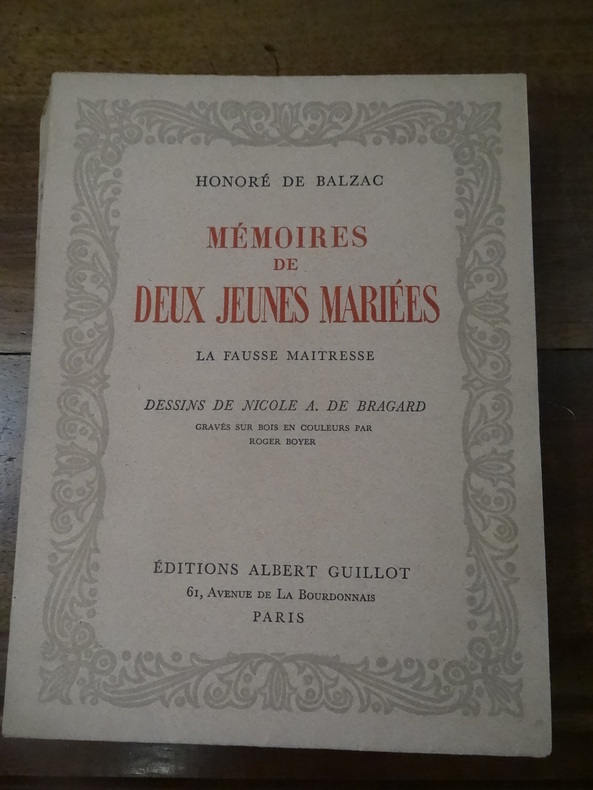 HONORÉ DE BALZAC
MÉMOIRES
DE
DEUX JEUNES MARIÉES
LA FAUSSE MAITRESSE
DESSINS DE NICOLE A. DE BRAGARD
GRAVÉS SUR BOIS EN COULEURS PAR
ROGER BOYER
ÉDITIONS ALBERT GUILLOT
61, AVENUE DE LA BOURDONNAIS
PARIS